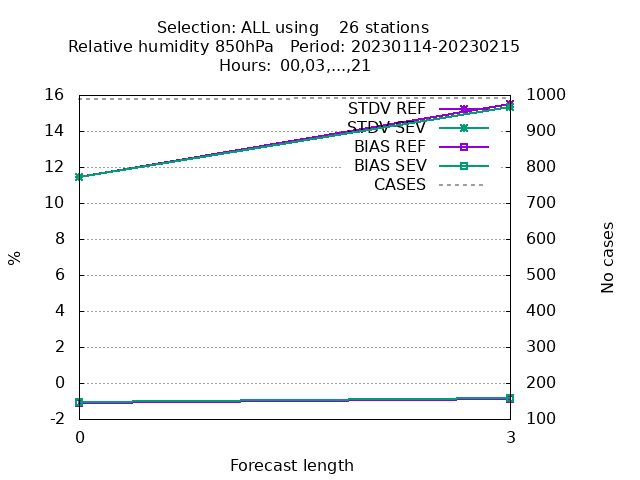 Selection: ALL using    26 stations
Relative humidity 850hPa   Period: 20230114-20230215
Hours:  00,03,...,21
16
14
12
10
8
6
4
2
0
-2
1000
900
800
700
600
500
400
300
200
100
STDV REF
STDV SEV
BIAS REF
BIAS SEV
CASES
%
No cases
0
3
Forecast length